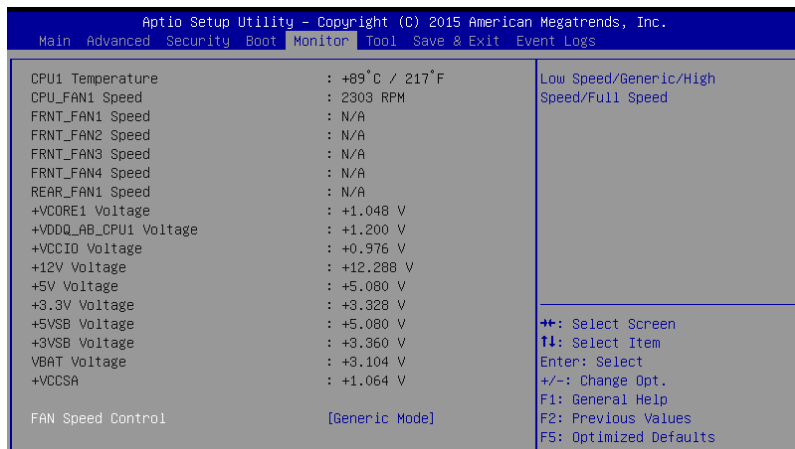 Aptio Setup Utility – Copyright (C) 2015 American Megatrends, Inc.
Main Advanced Security Boot Monitor Tool Save & Exit Event Logs
CPU1 Temperature : +89°C / 217°F
CPU_FAN1 Speed : 2303 RPM
FRNT_FAN1 Speed : N/A
FRNT_FAN2 Speed : N/A
FRNT_FAN3 Speed : N/A
FRNT_FAN4 Speed : N/A
REAR_FAN1 Speed : N/A
+VCORE1 Voltage : +1.048 V
+VDDQ_AB_CPU1 Voltage : +1.200 V
+VCCIO Voltage : +0.976 V
+12V Voltage : +12.288 V
+5V Voltage : +5.080 V
+3.3V Voltage : +3.328 V
+5VSB Voltage : +5.080 V
+3VSB Voltage : +3.360 V
VBAT Voltage : +3.104 V
+VCCSA : +1.064 V
FAN Speed Control [Generic Mode]
Low Speed/Generic/High
Speed/Full Speed
→←: Select Screen
↑↓: Select Item
Enter: Select
+/-: Change Opt.
F1: General Help
F2: Previous Values
F5: Optimized Defaults